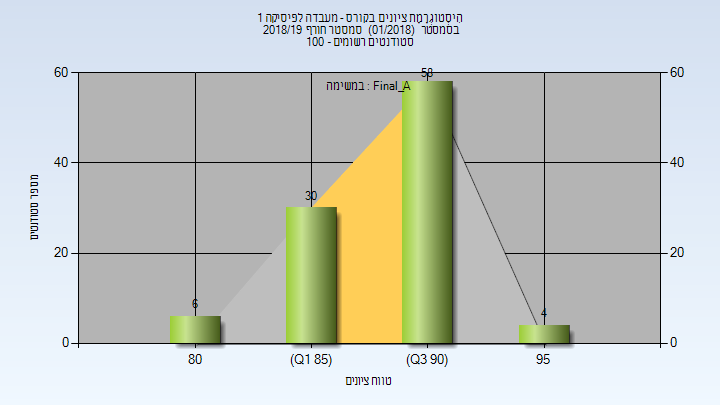 היסטוגרמת ציונים בקורס - מעבדה לפיסיקה 1
בסמסטר (01/2018) סמסטר חורף 2018/19
סטודנטים רשומים - 100
במשימה : Final_A
60
40
20
0
60
40
20
0
6
30
58
4
80
(Q1 85)
(Q3 90)
95
מספר סטודנטים
טווח ציונים